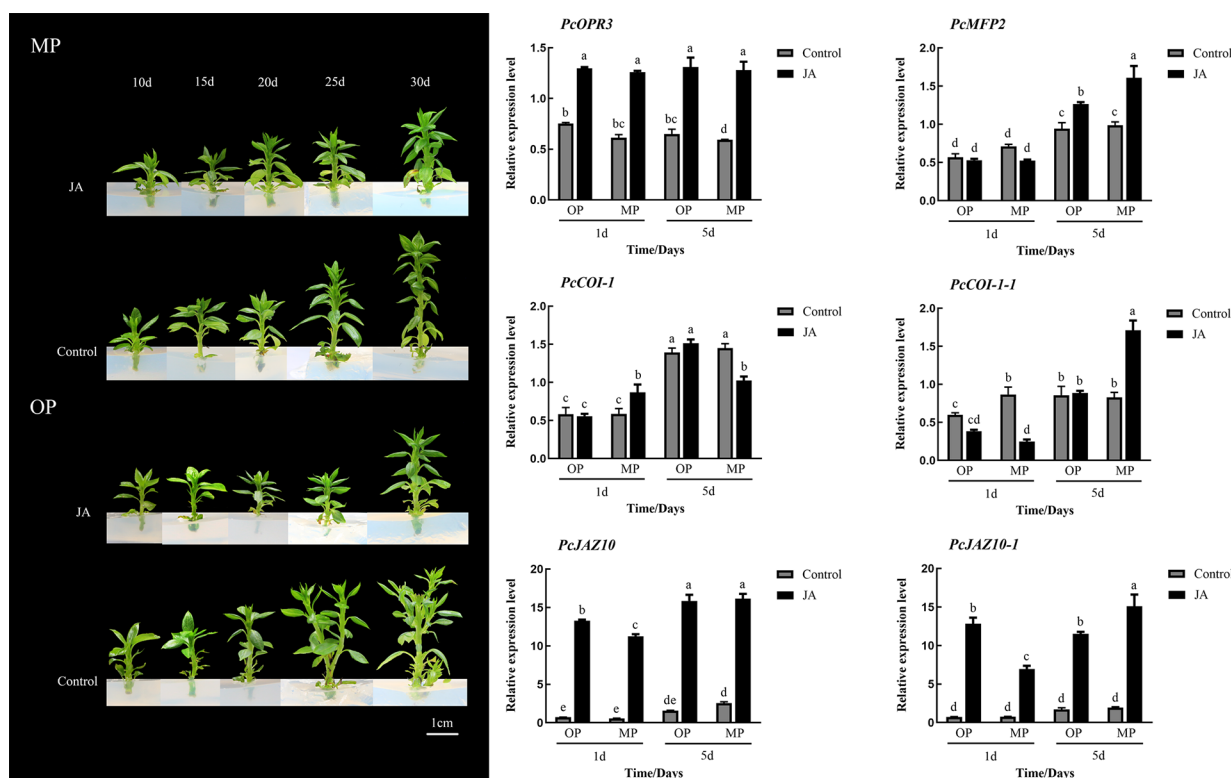 MP
10d 15d 20d 25d 30d
JA
Control
OP
JA
Control
1cm
PcOPR3
Control
JA
Relative expression level
1.5
1.0
0.5
0.0
b a bc a bc a d a
OP MP OP MP
1d 5d
Time/Days
PcMFP2
Control
JA
Relative expression level
2.0
1.5
1.0
0.5
0.0
d d d d c b c a
OP MP OP MP
1d 5d
Time/Days
PcCOI-1
Control
JA
Relative expression level
2.0
1.5
1.0
0.5
0.0
c c c b a a a b
OP MP OP MP
1d 5d
Time/Days
PcCOI-1-1
Control
JA
Relative expression level
2.0
1.5
1.0
0.5
0.0
c cd b d b b b a
OP MP OP MP
1d 5d
Time/Days
PcJAZ10
Control
JA
Relative expression level
20
15
10
5
0
e b e c de a d a
OP MP OP MP
1d 5d
Time/Days
PcJAZ10-1
Control
JA
Relative expression level
20
15
10
5
0
d b d c d b d a
OP MP OP MP
1d 5d
Time/Days